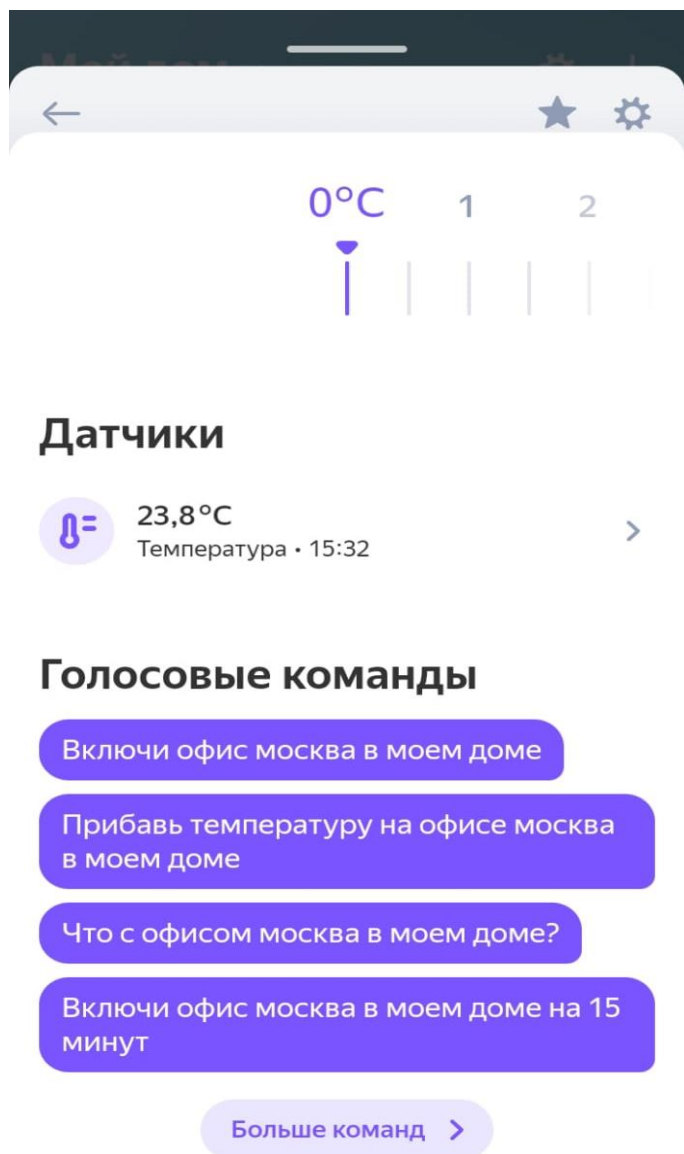 Мой дом
0°C 1 2
Датчики
23,8°C
Температура • 15:32
Голосовые команды
Включи офис москва в моем доме
Прибавь температуру на офисе москва
в моем доме
Что с офисом москва в моем доме?
Включи офис москва в моем доме на 15
минут
Больше команд